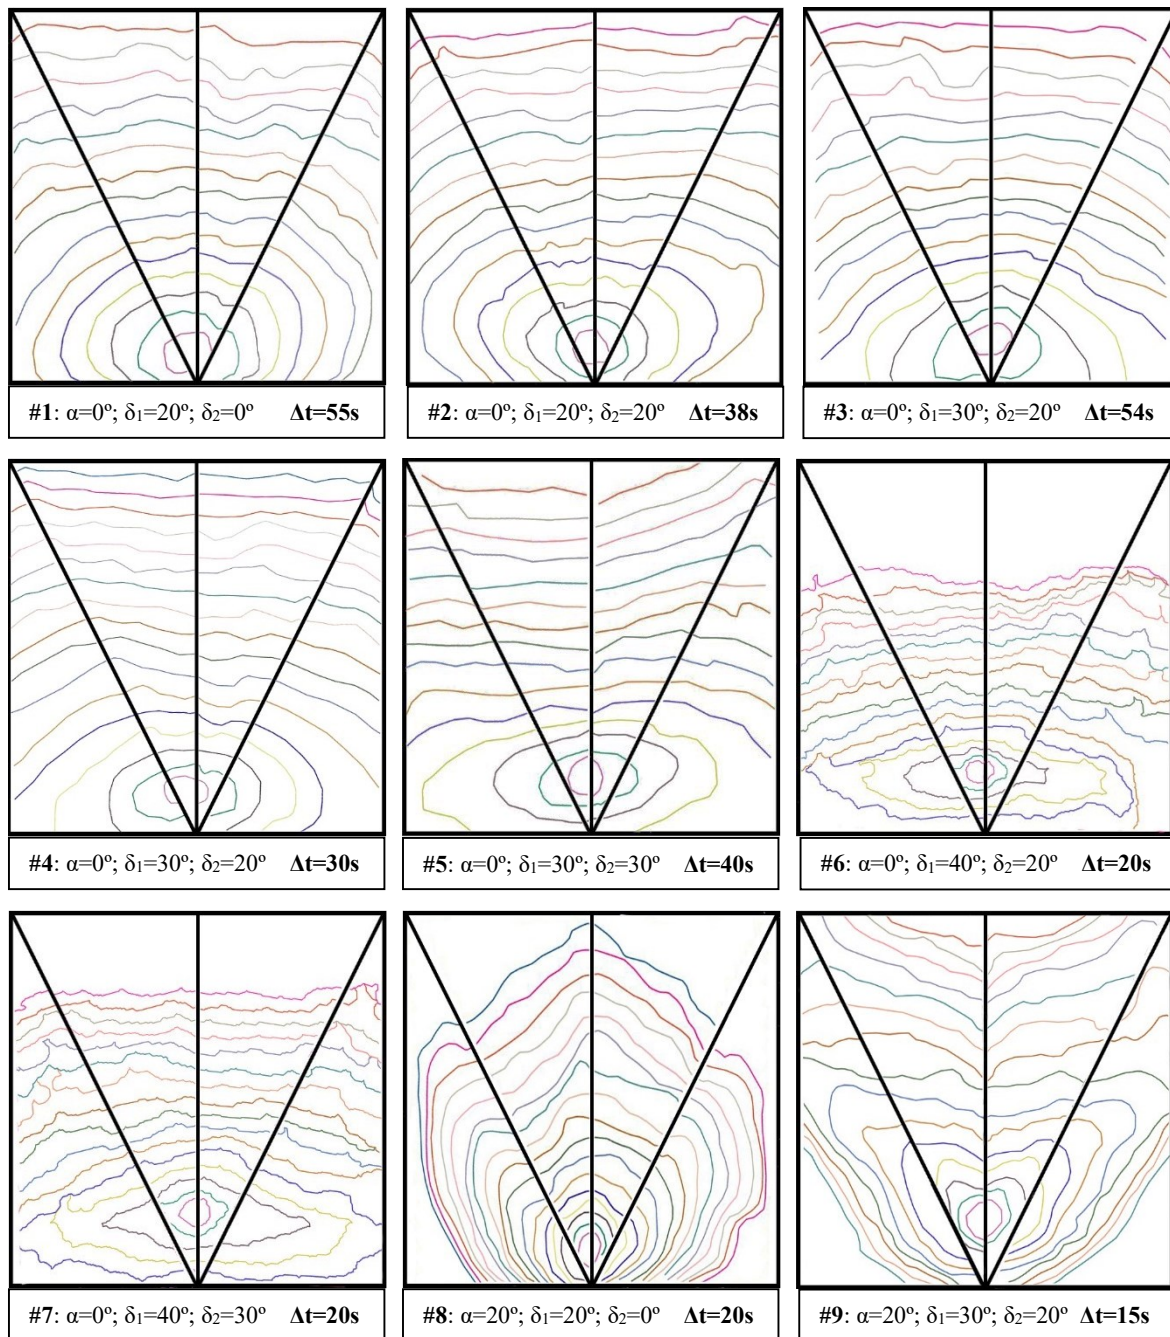 #1: α=0º; δ₁=20º; δ₂=0º Δt=55s
#2: α=0º; δ₁=20º; δ₂=20º Δt=38s
#3: α=0º; δ₁=30º; δ₂=20º Δt=54s
#4: α=0º; δ₁=30º; δ₂=20º Δt=30s
#5: α=0º; δ₁=30º; δ₂=30º Δt=40s
#6: α=0º; δ₁=40º; δ₂=20º Δt=20s
#7: α=0º; δ₁=40º; δ₂=30º Δt=20s
#8: α=20º; δ₁=20º; δ₂=0º Δt=20s
#9: α=20º; δ₁=30º; δ₂=20º Δt=15s